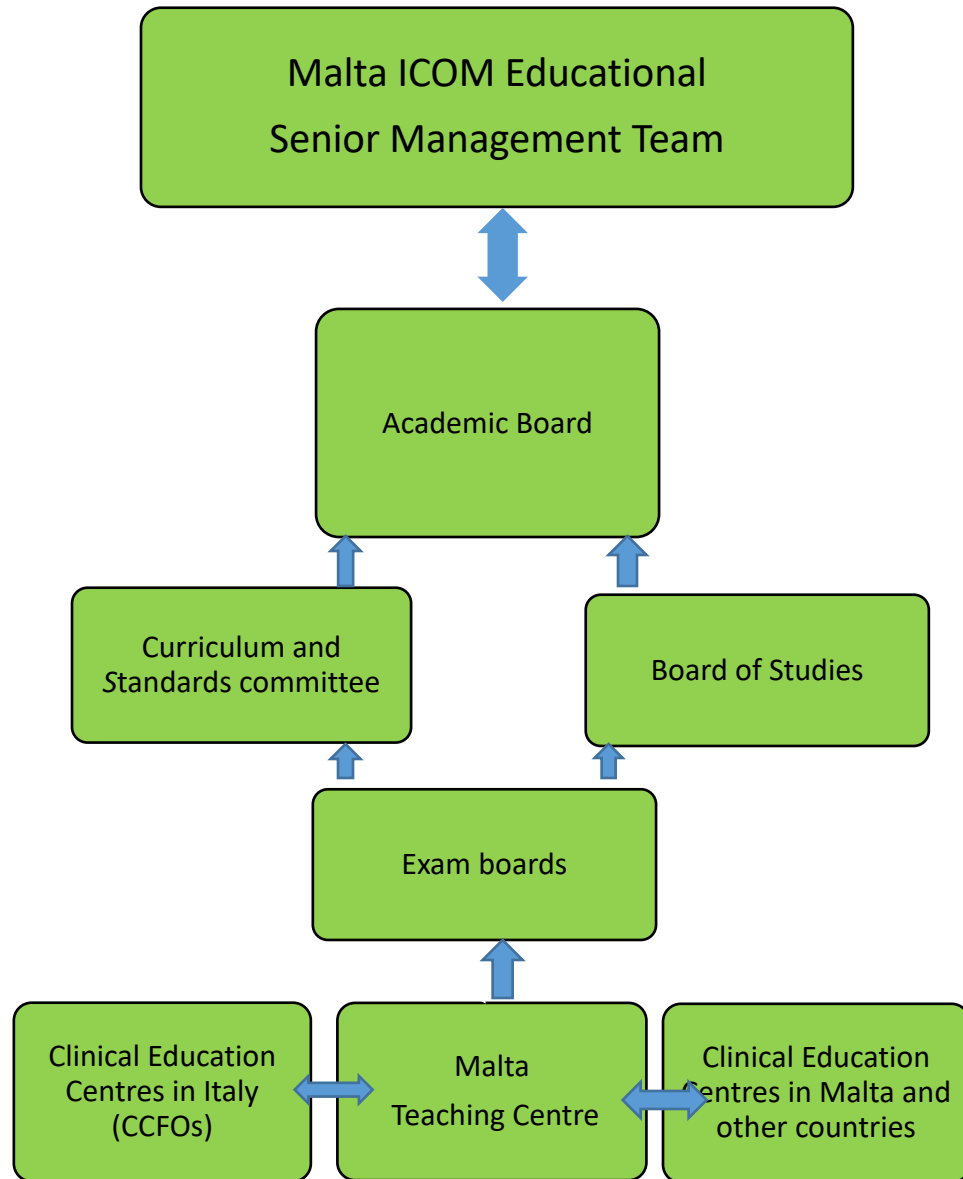 Malta ICOM Educational
Senior Management Team
Academic Board
Curriculum and
Standards committee
Board of Studies
Exam boards
Clinical Education
Centres in Italy
(CCFOs)
Malta
Teaching Centre
Clinical Education
Centres in Malta and
other countries